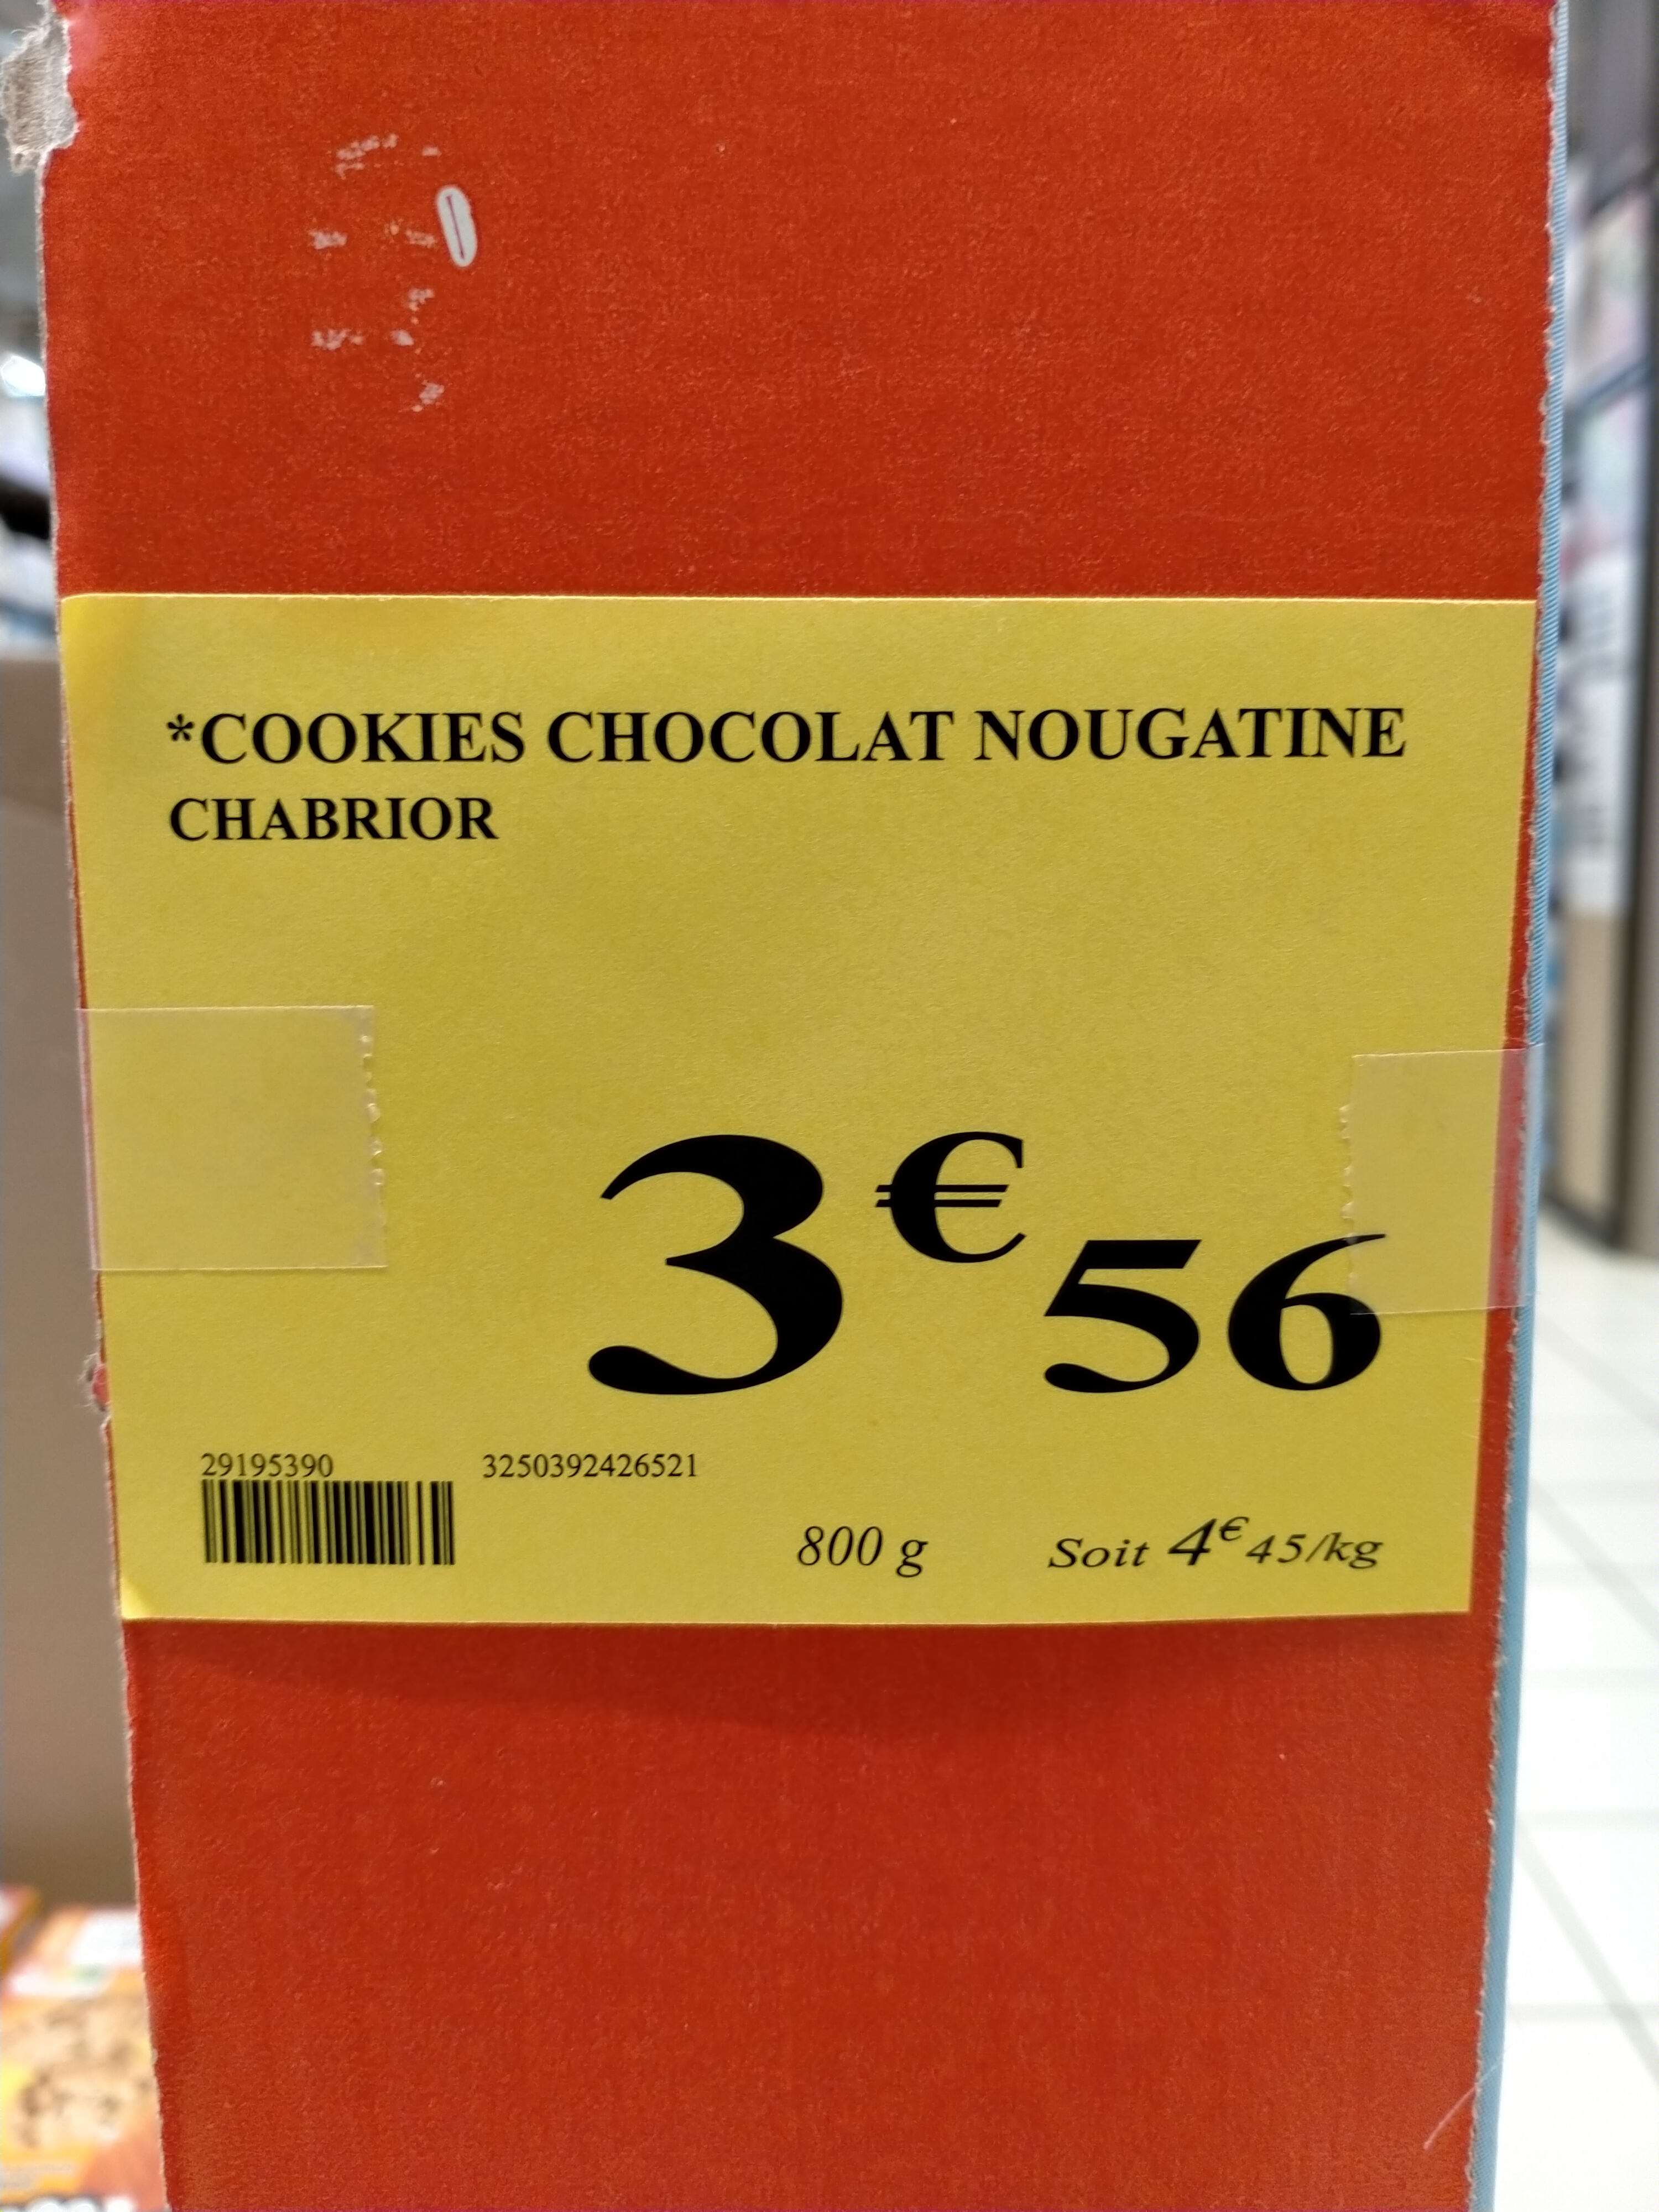 *COOKIES CHOCOLAT NOUGATINE
CHABRIOR
3€56
29195390 3250392426521
800 g Soit 4€45/kg